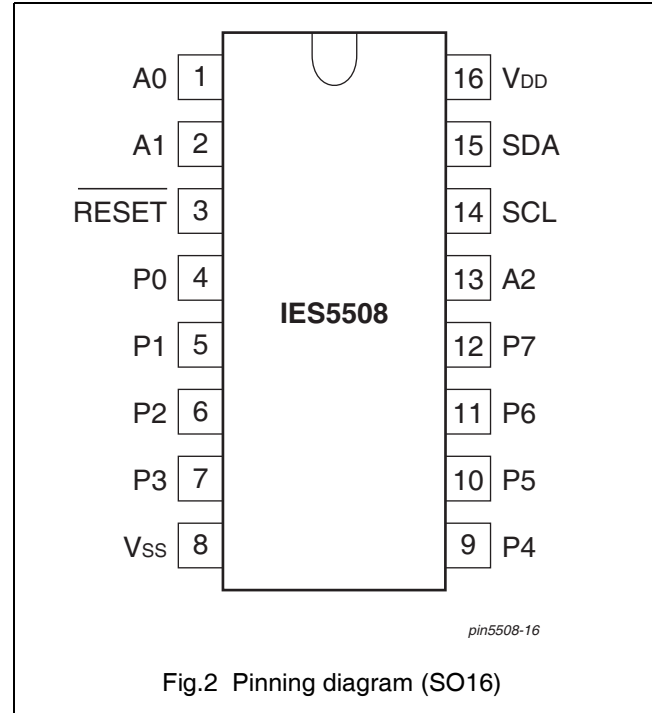 A0 1 16 VDD
A1 2 15 SDA
RESET 3 14 SCL
P0 4 13 A2
IES5508
P1 5 12 P7
P2 6 11 P6
P3 7 10 P5
Vss 8 9 P4
pin5508-16
Fig.2 Pinning diagram (SO16)